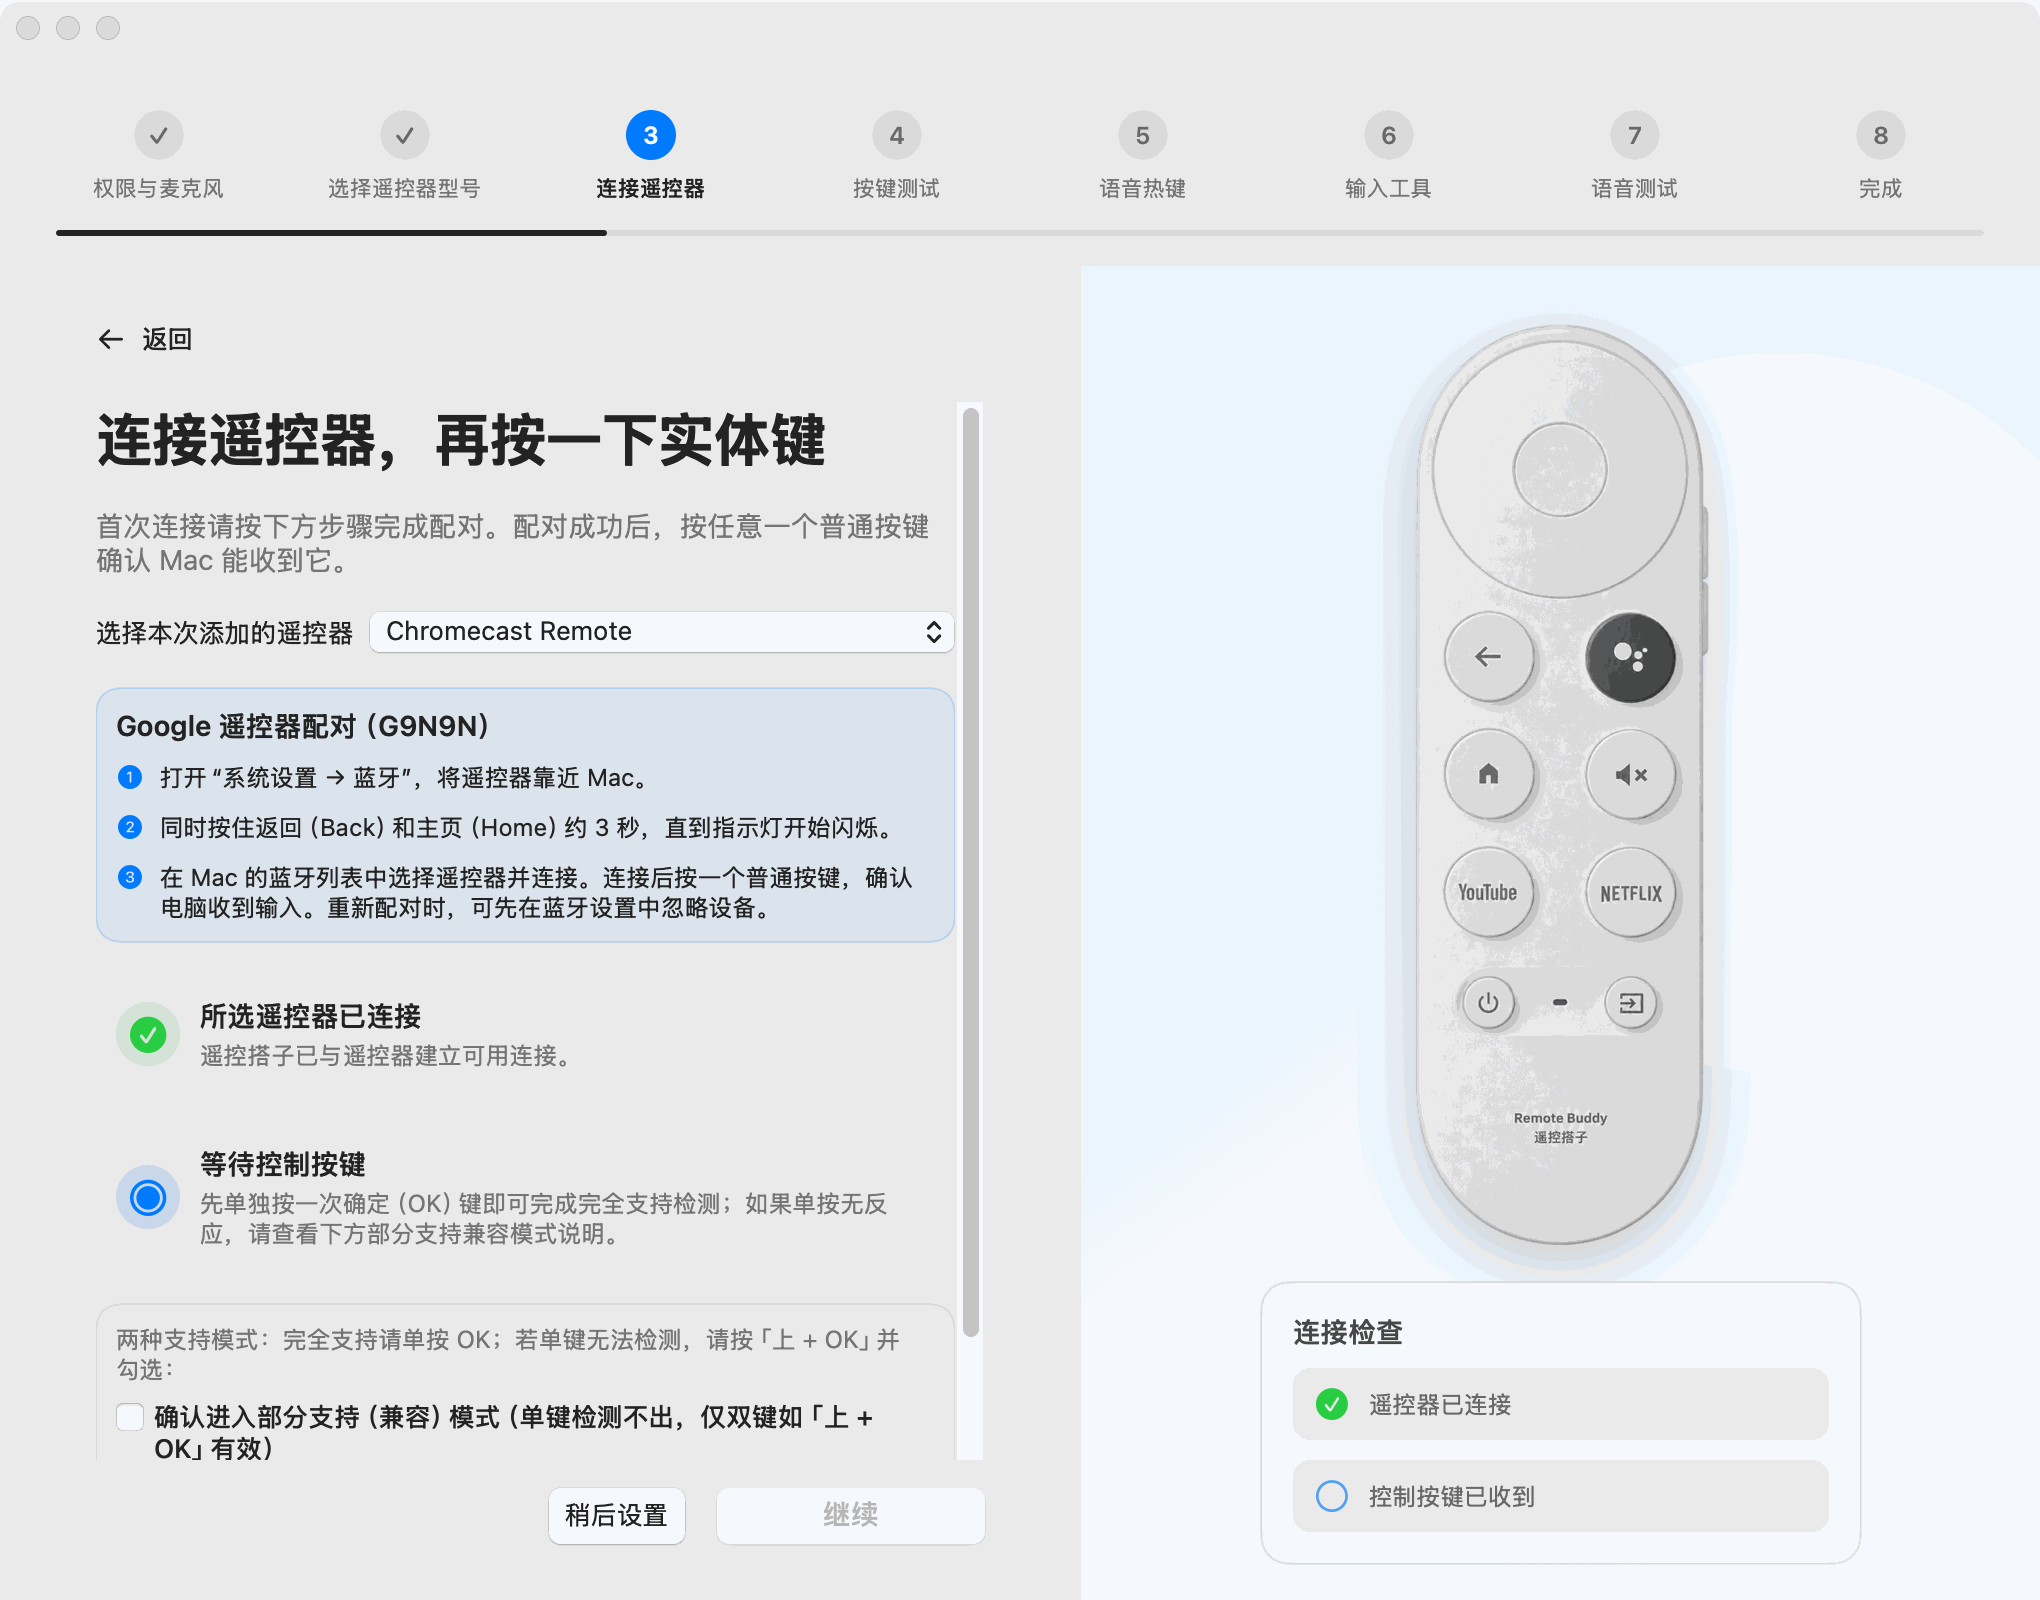 3
4
5
6
7
8
权限与麦克风
选择遥控器型号
连接遥控器
按键测试
语音热键
输入工具
语音测试
完成
返回
连接遥控器，再按一下实体键
首次连接请按下方步骤完成配对。配对成功后，按任意一个普通按键
确认 Mac 能收到它。
选择本次添加的遥控器
Chromecast Remote
Google 遥控器配对（G9N9N）
1 打开 “系统设置 → 蓝牙”，将遥控器靠近 Mac。
2 同时按住返回（Back）和主页（Home）约 3 秒，直到指示灯开始闪烁。
3 在 Mac 的蓝牙列表中选择遥控器并连接。连接后按一个普通按键，确认
电脑收到输入。重新配对时，可先在蓝牙设置中忽略设备。
所选遥控器已连接
遥控搭子已与遥控器建立可用连接。
等待控制按键
先单独按一次确定（OK）键即可完成完全支持检测；如果单按无反
应，请查看下方部分支持兼容模式说明。
两种支持模式：完全支持请单按 OK；若单键无法检测，请按「上 + OK」并
勾选：
确认进入部分支持（兼容）模式（单键检测不出，仅双键如「上 +
OK」有效）
稍后设置
继续
YouTube
NETFLIX
Remote Buddy
遥控搭子
连接检查
遥控器已连接
控制按键已收到